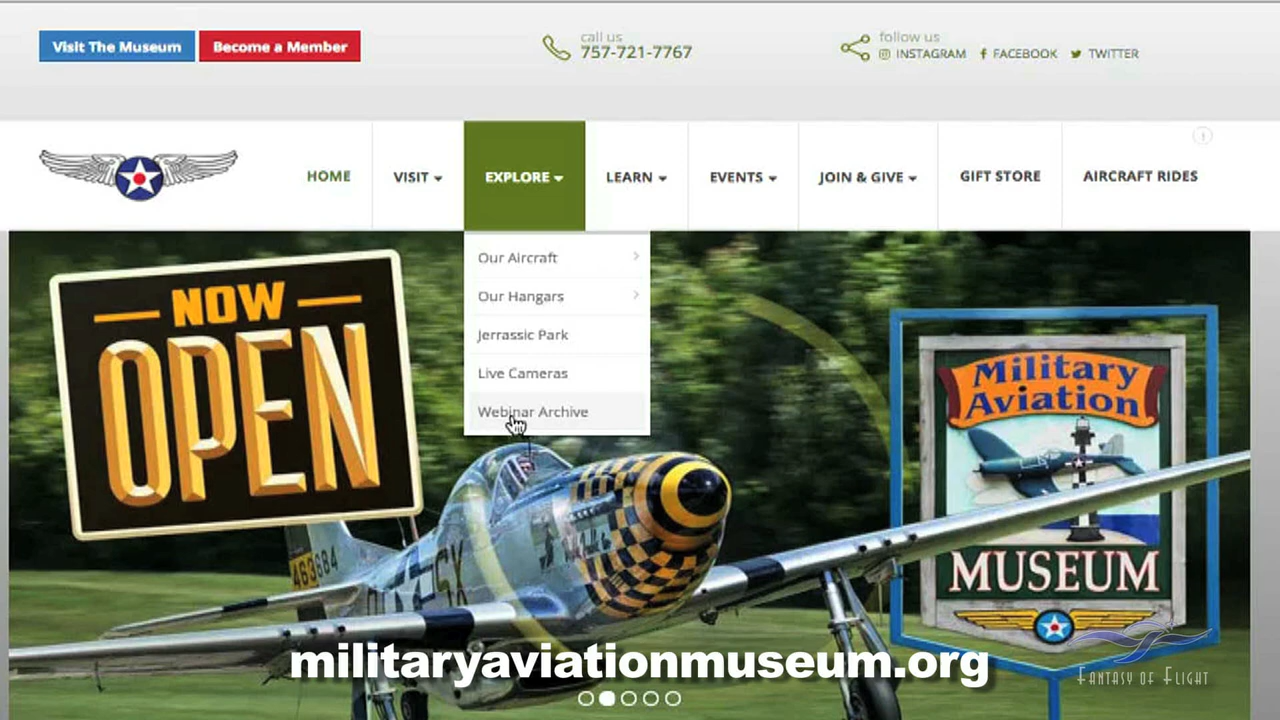 Visit The Museum
Become a Member
call us
757-721-7767
follow us
INSTAGRAM
FACEBOOK
TWITTER
HOME
VISIT
EXPLORE
LEARN
EVENTS
JOIN & GIVE
GIFT STORE
AIRCRAFT RIDES
Our Aircraft
Our Hangars
Jerrassic Park
Live Cameras
Webinar Archive
NOW
OPEN
Military
Aviation
MUSEUM
463684
militaryaviationmuseum.org
FANTASY OF FLIGHT